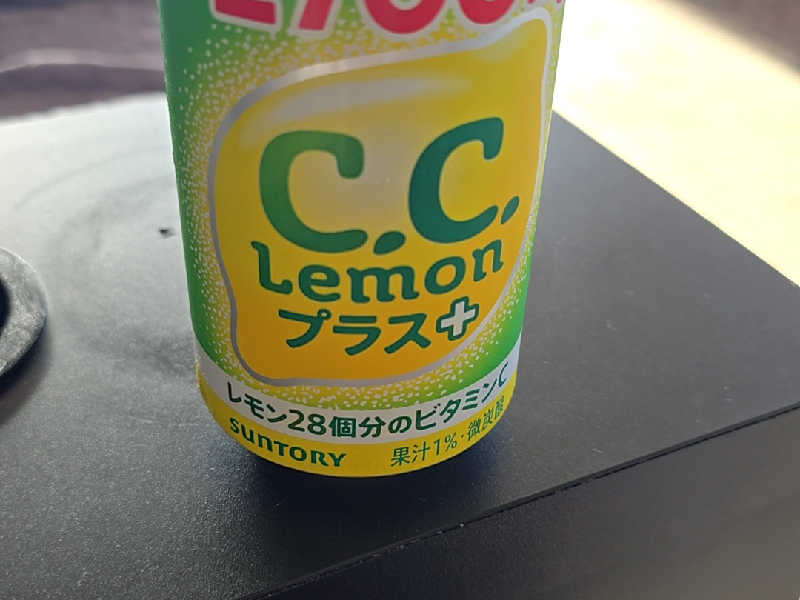 C.C.
Lemon
プラス+
レモン28個分のビタミンC
SUNTORY
果汁1%・微炭酸